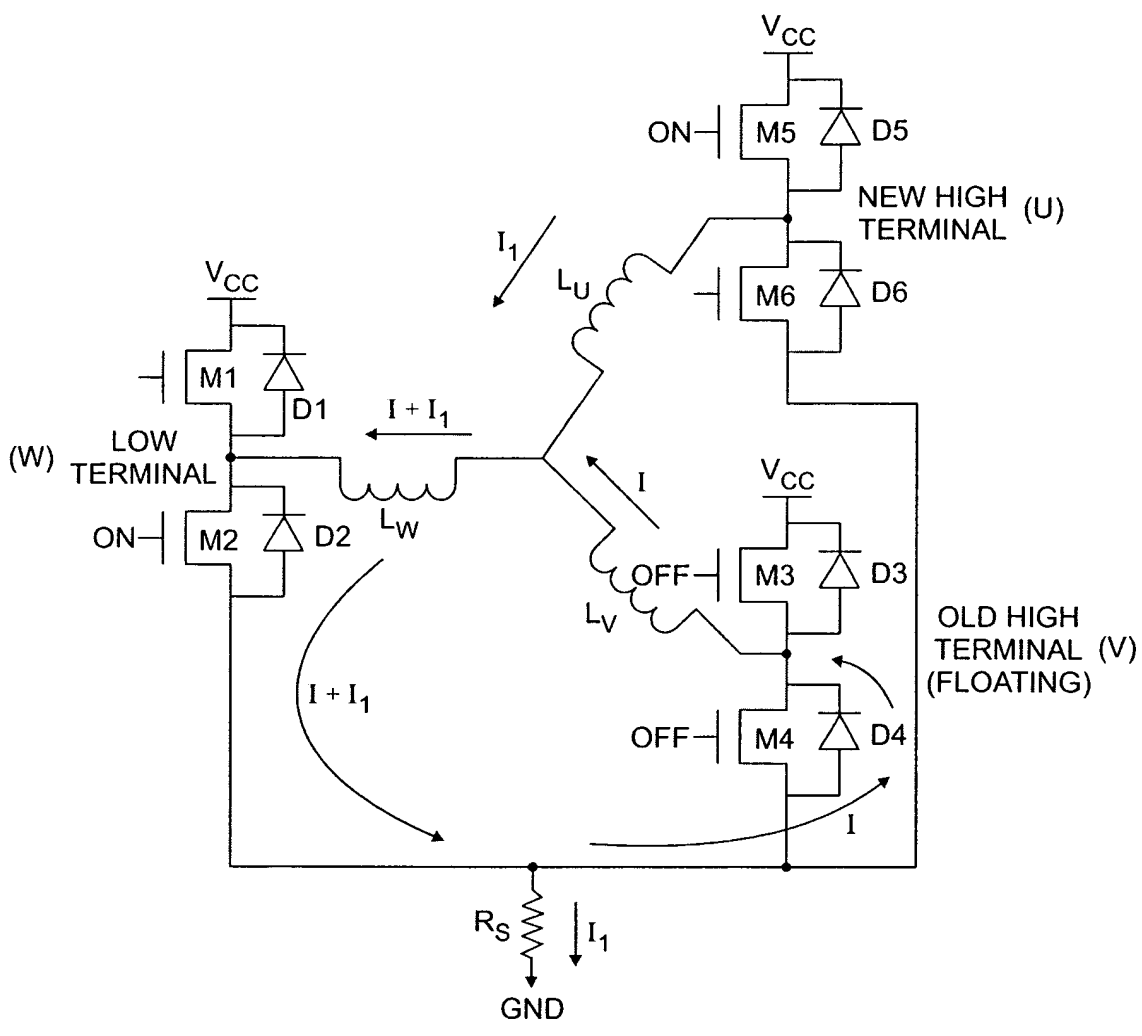 V_CC
ON
M5
D5
NEW HIGH
TERMINAL
(U)
I_1
L_U
M6
D6
V_CC
M1
D1
I + I_1
(W)
LOW
TERMINAL
L_W
I
V_CC
ON
M2
D2
OFF
M3
D3
L_V
OLD HIGH
TERMINAL
(FLOATING)
(V)
I + I_1
OFF
M4
D4
I
R_S
I_1
GND